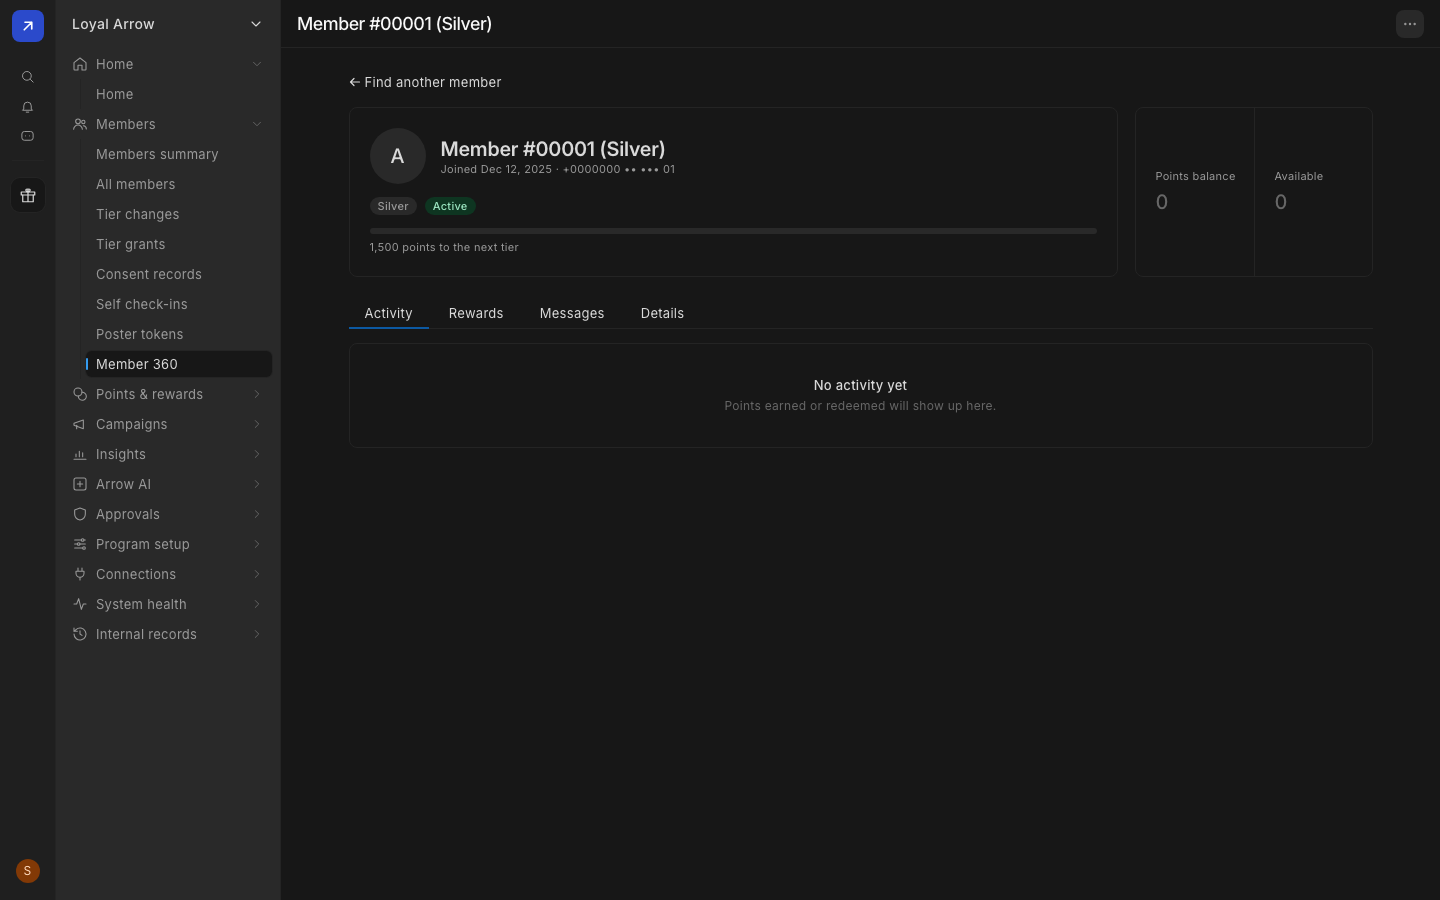 Loyal Arrow
Home
Home
Members
Members summary
All members
Tier changes
Tier grants
Consent records
Self check-ins
Poster tokens
Member 360
Points & rewards
Campaigns
Insights
Arrow AI
Approvals
Program setup
Connections
System health
Internal records
S
Member #00001 (Silver)
← Find another member
A
Member #00001 (Silver)
Joined Dec 12, 2025 · +0000000 •• ••• 01
Silver
Active
1,500 points to the next tier
Points balance
0
Available
0
Activity
Rewards
Messages
Details
No activity yet
Points earned or redeemed will show up here.